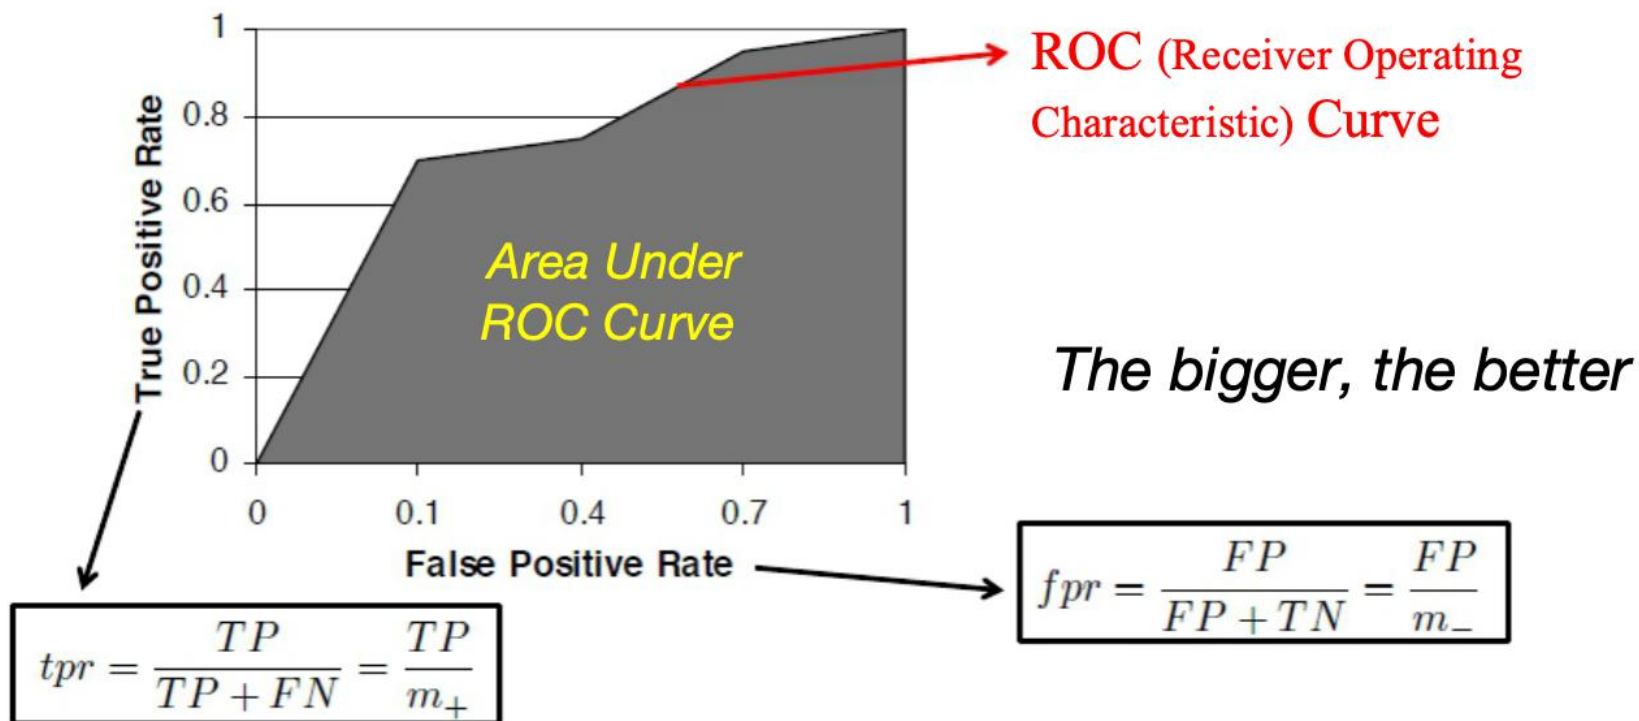 1
0.8
0.6
0.4
0.2
0
True Positive Rate
0 0.1 0.4 0.7 1
False Positive Rate
Area Under
ROC Curve
ROC (Receiver Operating
Characteristic) Curve
The bigger, the better
tpr = TP / (TP + FN) = TP / m₊
fpr = FP / (FP + TN) = FP / m₋